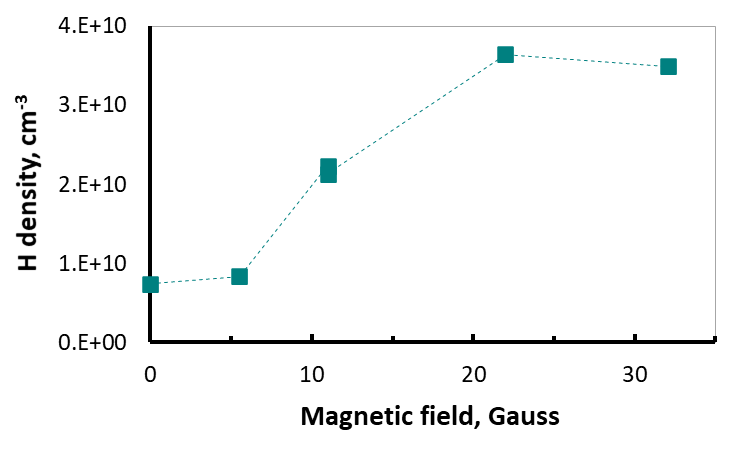 4.E+10
3.E+10
2.E+10
1.E+10
0.E+00
H density, cm-3
0 10 20 30
Magnetic field, Gauss